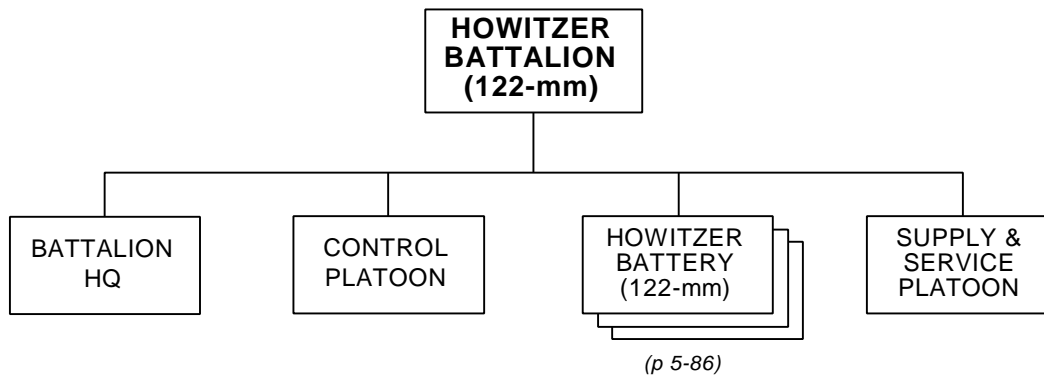 HOWITZER
BATTALION
(122-mm)
BATTALION
HQ
CONTROL
PLATOON
HOWITZER
BATTERY
(122-mm)
SUPPLY &
SERVICE
PLATOON
(p 5-86)